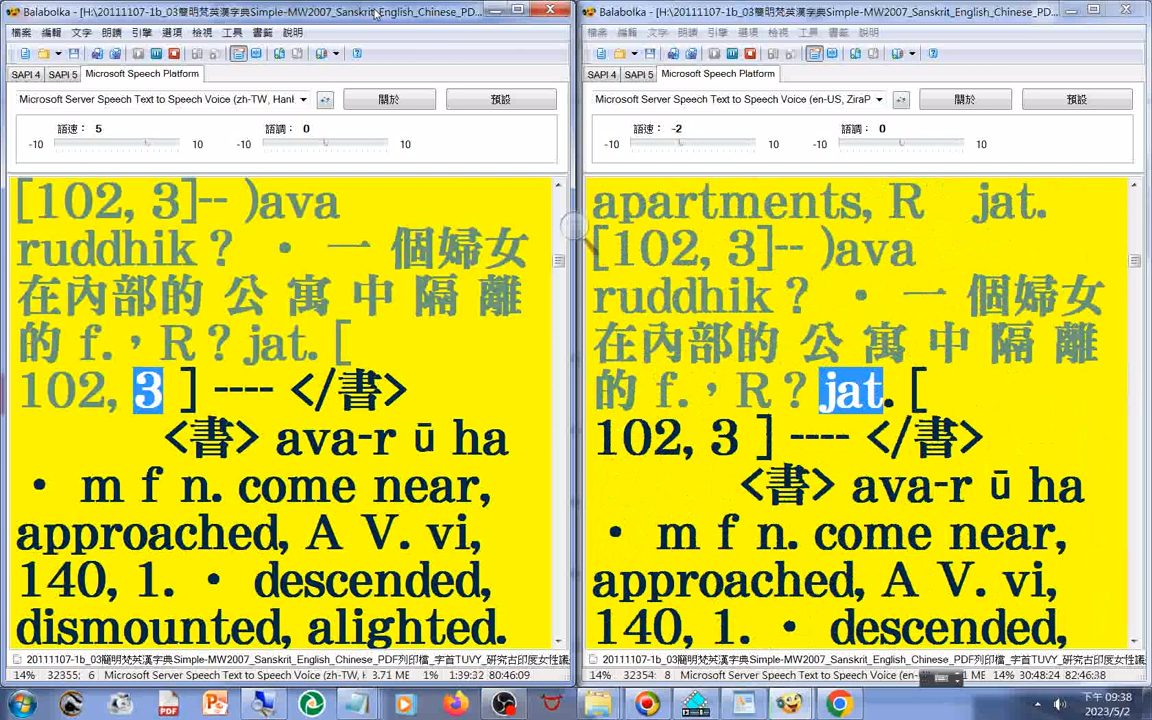 Balabolka - [H:\20111107-1b_03簡明梵英漢字典Simple-MW2007_Sanskrit_English_Chinese_PD...
檔案 編輯 文字 朗讀 引擎 選項 檢視 工具 書籤 說明
SAPI 4 SAPI 5 Microsoft Speech Platform
Microsoft Server Speech Text to Speech Voice (zh-TW, Han
關於 預設
語速： 5 語調： 0
-10 10 -10 10
[102, 3]-- )ava
ruddhik？ • 一 個婦女
在內部的 公 寓 中 隔 離
的 f.，R？jat. [
102, 3 ] ---- </書>
<書> ava-r ū ha
• m f n. come near,
approached, A V. vi,
140, 1. • descended,
dismounted, alighted.
20111107-1b_03簡明梵英漢字典Simple-MW2007_Sanskrit_English_Chinese_PDF列印檔_字首TUVY_研究古印度女性議
14% 32355: 6 Microsoft Server Speech Text to Speech Voice (zh-TW, 3.71 MB 1% 1:39:32 80:46:09
Balabolka - [H:\20111107-1b_03簡明梵英漢字典Simple-MW2007_Sanskrit_English_Chinese_PD...
檔案 編輯 文字 朗讀 引擎 選項 檢視 工具 書籤 說明
SAPI 4 SAPI 5 Microsoft Speech Platform
Microsoft Server Speech Text to Speech Voice (en-US, ZiraP
關於 預設
語速： -2 語調： 0
-10 10 -10 10
apartments, R jat.
[102, 3]-- )ava
ruddhik？ • 一 個婦女
在內部的 公 寓 中 隔 離
的 f.，R？jat. [
102, 3 ] ---- </書>
<書> ava-r ū ha
• m f n. come near,
approached, A V. vi,
140, 1. • descended,
20111107-1b_03簡明梵英漢字典Simple-MW2007_Sanskrit_English_Chinese_PDF列印檔_字首TUVY_研究古印度女性議
14% 32354: 8 Microsoft Server Speech Text to Speech Voice (en-U 14% 30:48:24 82:46:38
下午 09:38
2023/5/2